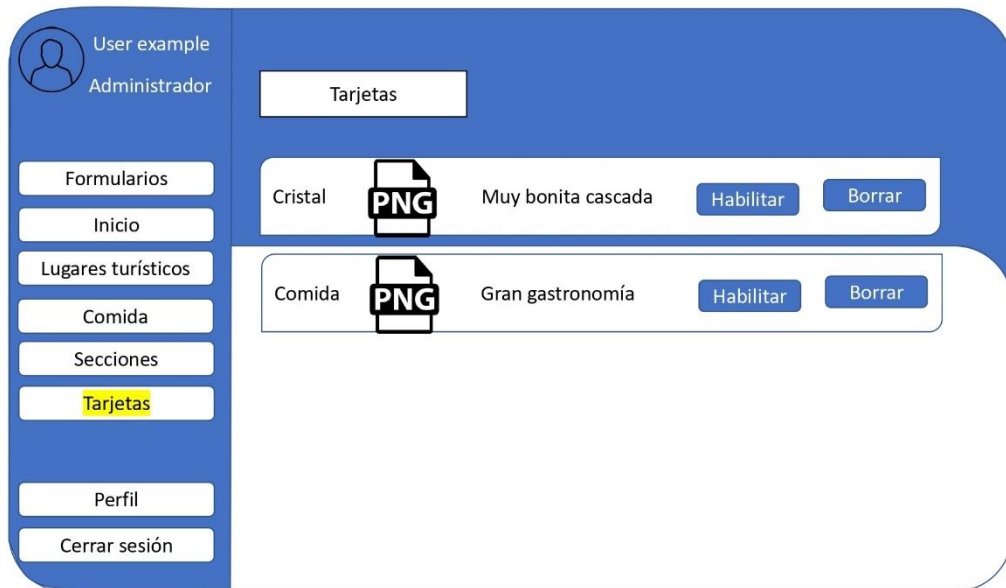 User example
Administrador
Formularios
Inicio
Lugares turísticos
Comida
Secciones
Tarjetas
Perfil
Cerrar sesión
Tarjetas
Cristal PNG Muy bonita cascada Habilitar Borrar
Comida PNG Gran gastronomía Habilitar Borrar